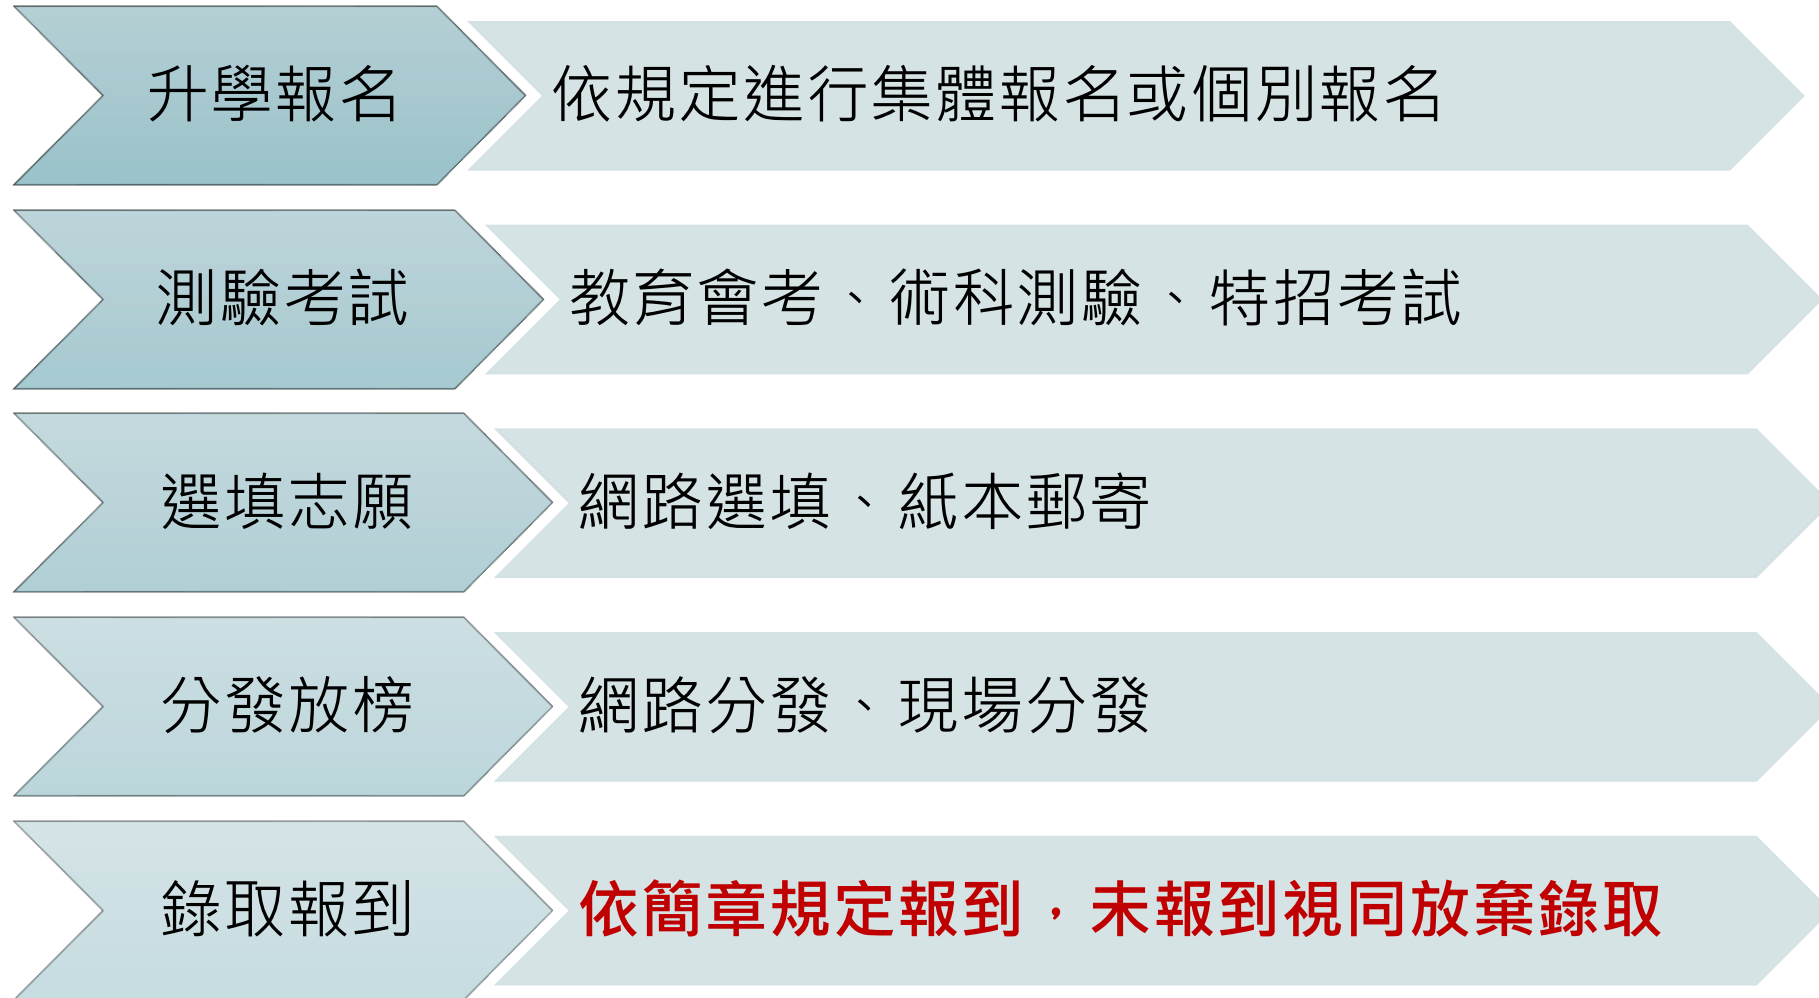 升學報名
依規定進行集體報名或個別報名
測驗考試
教育會考、術科測驗、特招考試
選填志願
網路選填、紙本郵寄
分發放榜
網路分發、現場分發
錄取報到
依簡章規定報到，未報到視同放棄錄取